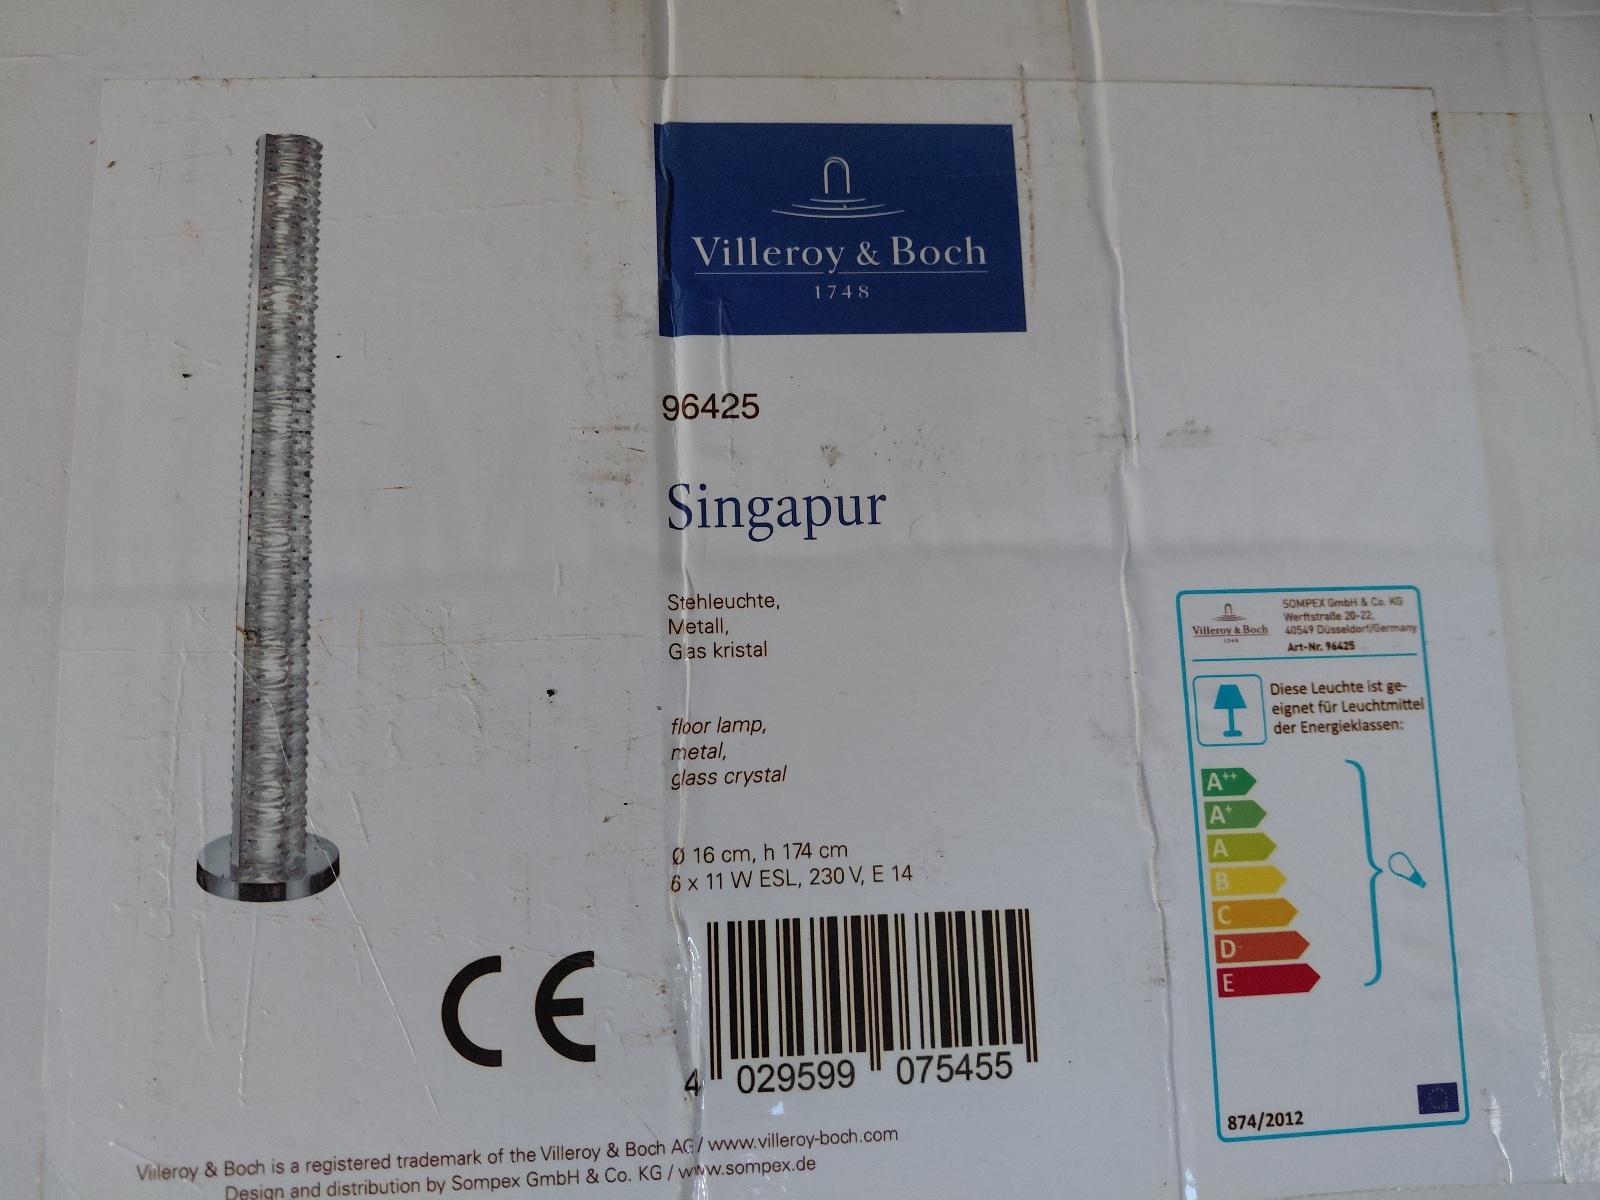 Villeroy & Boch
1748
96425
Singapur
Stehleuchte,
Metall,
Glas kristal
floor lamp,
metal,
glass crystal
Ø 16 cm, h 174 cm
6 x 11 W ESL, 230 V, E 14
CE
4 029599 075455
Villeroy & Boch is a registered trademark of the Villeroy & Boch AG / www.villeroy-boch.com
Design and distribution by Sompex GmbH & Co. KG / www.sompex.de
Villeroy & Boch
1748
SOMPEX GmbH & Co. KG
Werftstraße 20-22,
40549 Düsseldorf/Germany
Art-Nr. 96425
Diese Leuchte ist ge-
eignet für Leuchtmittel
der Energieklassen:
A++
A+
A
B
C
D
E
874/2012